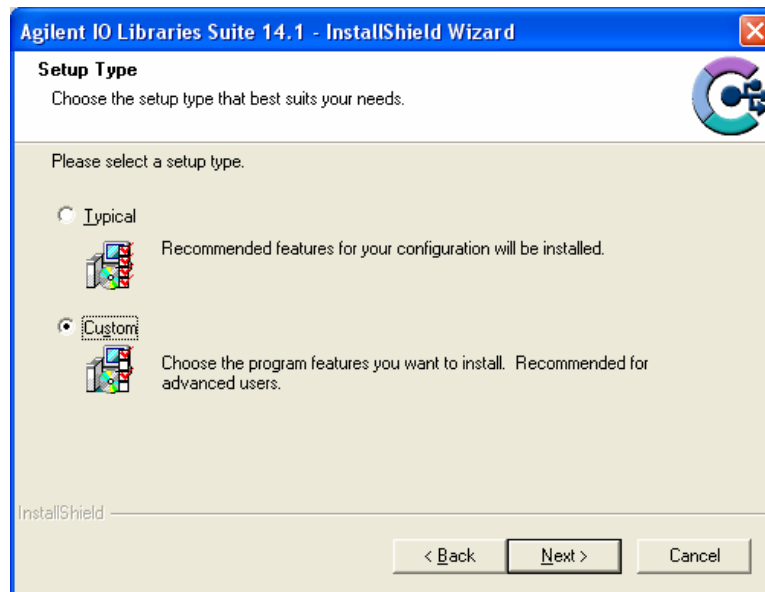 Agilent IO Libraries Suite 14.1 - InstallShield Wizard
Setup Type
Choose the setup type that best suits your needs.
Please select a setup type.
Typical
Recommended features for your configuration will be installed.
Custom
Choose the program features you want to install. Recommended for
advanced users.
InstallShield
< Back
Next >
Cancel